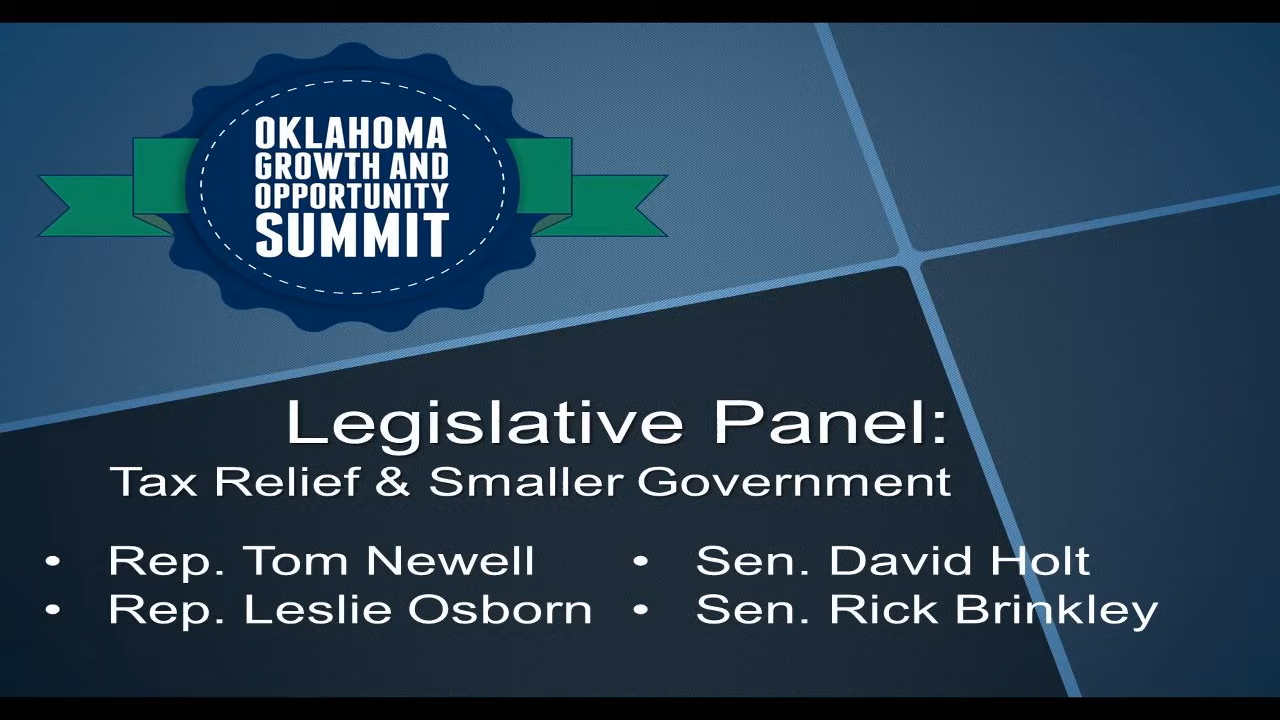 OKLAHOMA
GROWTH AND
OPPORTUNITY
SUMMIT
Legislative Panel:
Tax Relief & Smaller Government
• Rep. Tom Newell
• Rep. Leslie Osborn
• Sen. David Holt
• Sen. Rick Brinkley